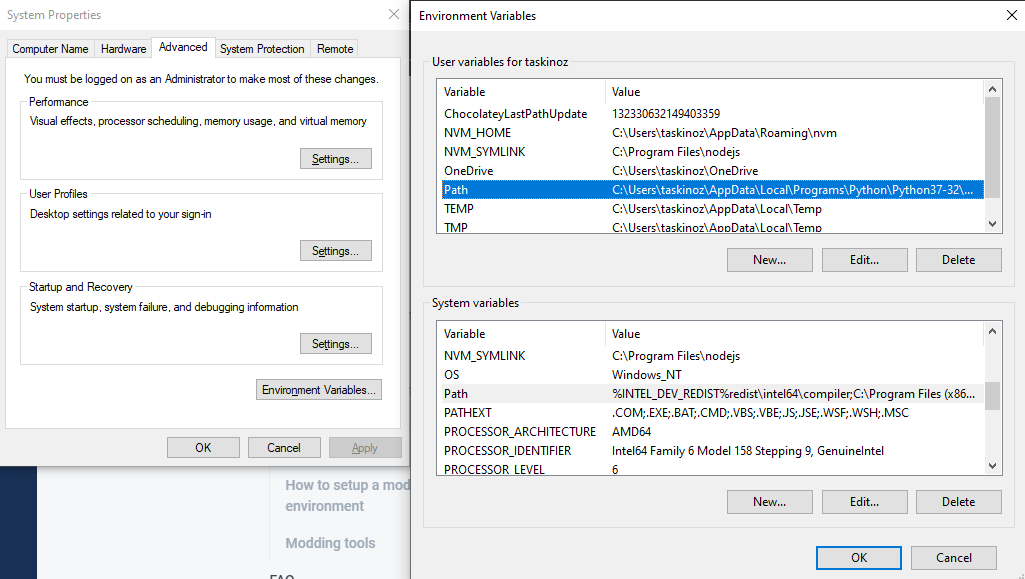 System Properties
Computer Name Hardware Advanced System Protection Remote
You must be logged on as an Administrator to make most of these changes.
Performance
Visual effects, processor scheduling, memory usage, and virtual memory
Settings...
User Profiles
Desktop settings related to your sign-in
Settings...
Startup and Recovery
System startup, system failure, and debugging information
Settings...
Environment Variables...
OK Cancel Apply
How to setup a mod
environment
Modding tools
FAQ
Environment Variables
User variables for taskinoz
Variable Value
ChocolateyLastPathUpdate 132330632149403359
NVM_HOME C:\Users\taskinoz\AppData\Roaming\nvm
NVM_SYMLINK C:\Program Files\nodejs
OneDrive C:\Users\taskinoz\OneDrive
Path C:\Users\taskinoz\AppData\Local\Programs\Python\Python37-32\...
TEMP C:\Users\taskinoz\AppData\Local\Temp
TMP C:\Users\taskinoz\AppData\Local\Temp
New... Edit... Delete
System variables
Variable Value
NVM_SYMLINK C:\Program Files\nodejs
OS Windows_NT
Path %INTEL_DEV_REDIST%redist\intel64\compiler;C:\Program Files (x86...
PATHEXT .COM;.EXE;.BAT;.CMD;.VBS;.VBE;.JS;.JSE;.WSF;.WSH;.MSC
PROCESSOR_ARCHITECTURE AMD64
PROCESSOR_IDENTIFIER Intel64 Family 6 Model 158 Stepping 9, GenuineIntel
PROCESSOR_LEVEL 6
New... Edit... Delete
OK Cancel